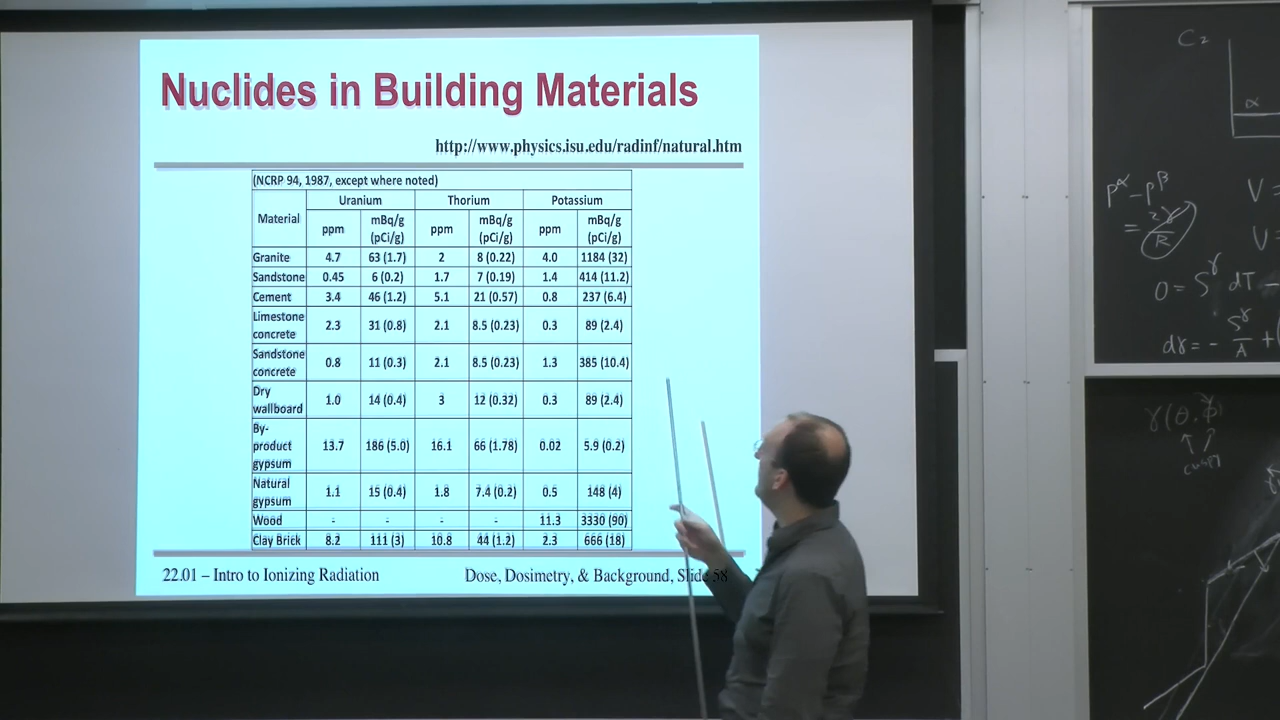 Nuclides in Building Materials
http://www.physics.isu.edu/radinf/natural.htm
(NCRP 94, 1987, except where noted)
Material Uranium Thorium Potassium
ppm mBq/g (pCi/g) ppm mBq/g (pCi/g) ppm mBq/g (pCi/g)
Granite 4.7 63 (1.7) 2 8 (0.22) 4.0 1184 (32)
Sandstone 0.45 6 (0.2) 1.7 7 (0.19) 1.4 414 (11.2)
Cement 3.4 46 (1.2) 5.1 21 (0.57) 0.8 237 (6.4)
Limestone concrete 2.3 31 (0.8) 2.1 8.5 (0.23) 0.3 89 (2.4)
Sandstone concrete 0.8 11 (0.3) 2.1 8.5 (0.23) 1.3 385 (10.4)
Dry wallboard 1.0 14 (0.4) 3 12 (0.32) 0.3 89 (2.4)
By-product gypsum 13.7 186 (5.0) 16.1 66 (1.78) 0.02 5.9 (0.2)
Natural gypsum 1.1 15 (0.4) 1.8 7.4 (0.2) 0.5 148 (4)
Wood - - - - 11.3 3330 (90)
Clay Brick 8.2 111 (3) 10.8 44 (1.2) 2.3 666 (18)
22.01 – Intro to Ionizing Radiation
Dose, Dosimetry, & Background, Slide 58
C₂
α
P^α - P^β
= 2γ/R
V =
V =
0 = S^γ dT -
dγ = - S^γ/A +
γ(θ, φ)